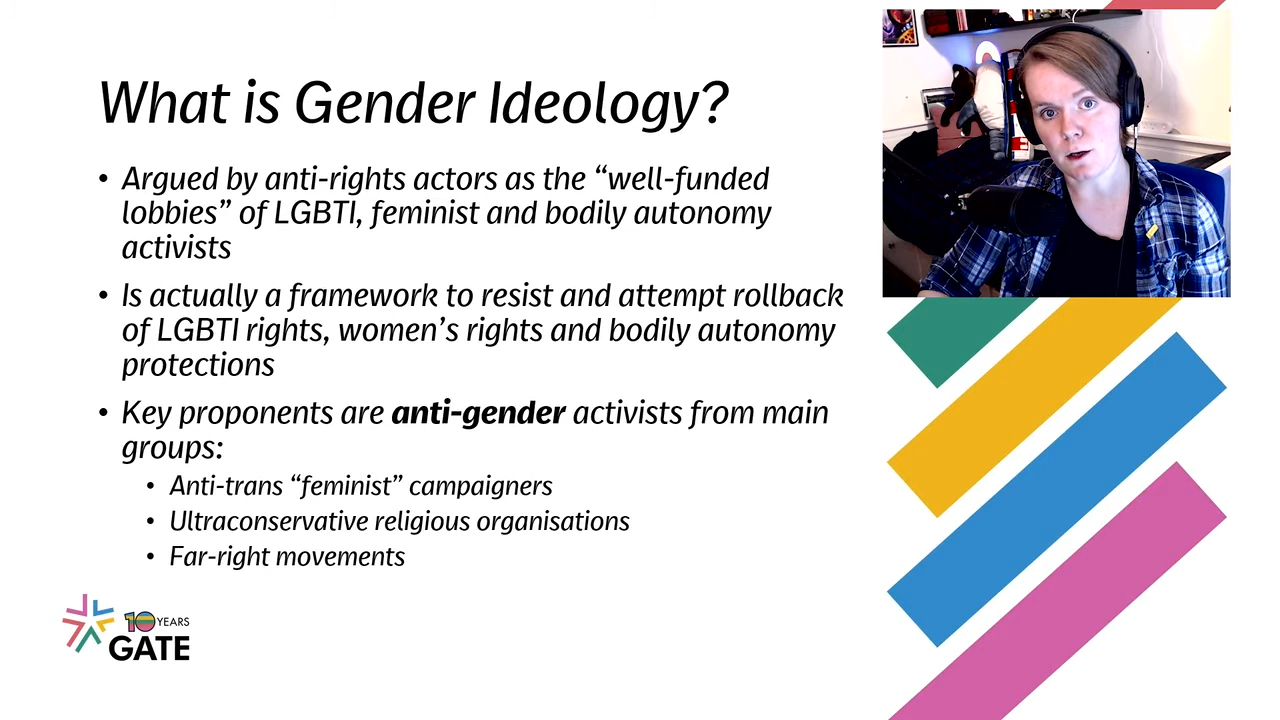 What is Gender Ideology?
• Argued by anti-rights actors as the “well-funded
lobbies” of LGBTI, feminist and bodily autonomy
activists
• Is actually a framework to resist and attempt rollback
of LGBTI rights, women’s rights and bodily autonomy
protections
• Key proponents are anti-gender activists from main
groups:
• Anti-trans “feminist” campaigners
• Ultraconservative religious organisations
• Far-right movements
10 YEARS
GATE